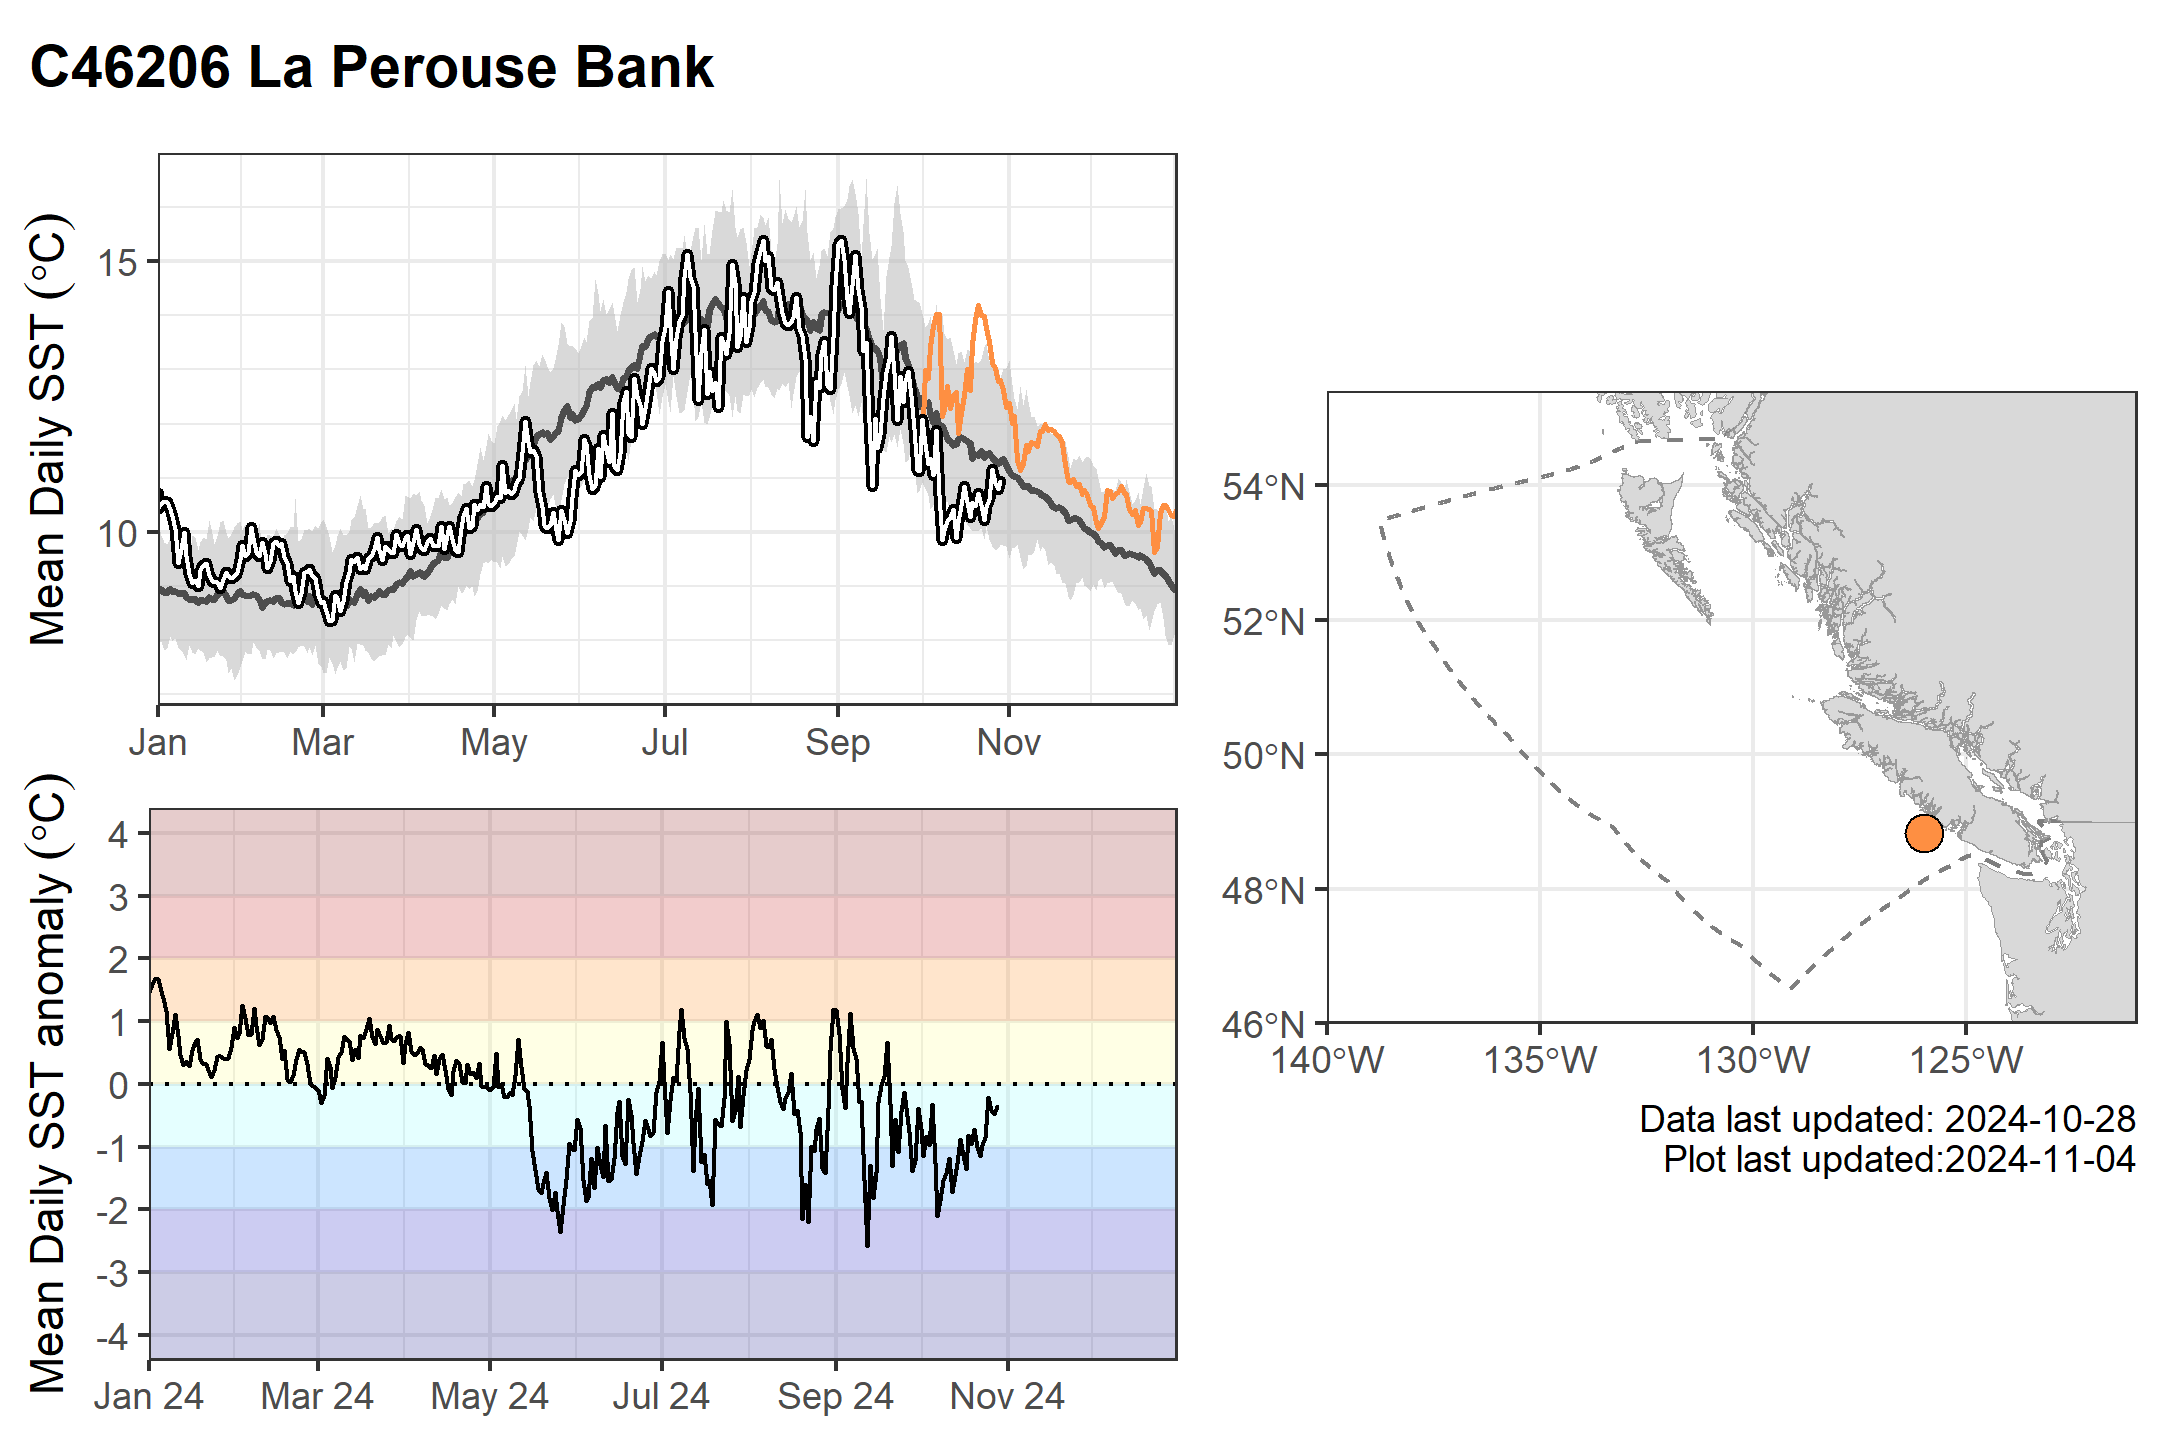 C46206 La Perouse Bank
Mean Daily SST (°C)
15
10
Jan Mar May Jul Sep Nov
Mean Daily SST anomaly (°C)
4
3
2
1
0
-1
-2
-3
-4
Jan 24 Mar 24 May 24 Jul 24 Sep 24 Nov 24
54°N
52°N
50°N
48°N
46°N
140°W 135°W 130°W 125°W
Data last updated: 2024-10-28
Plot last updated:2024-11-04